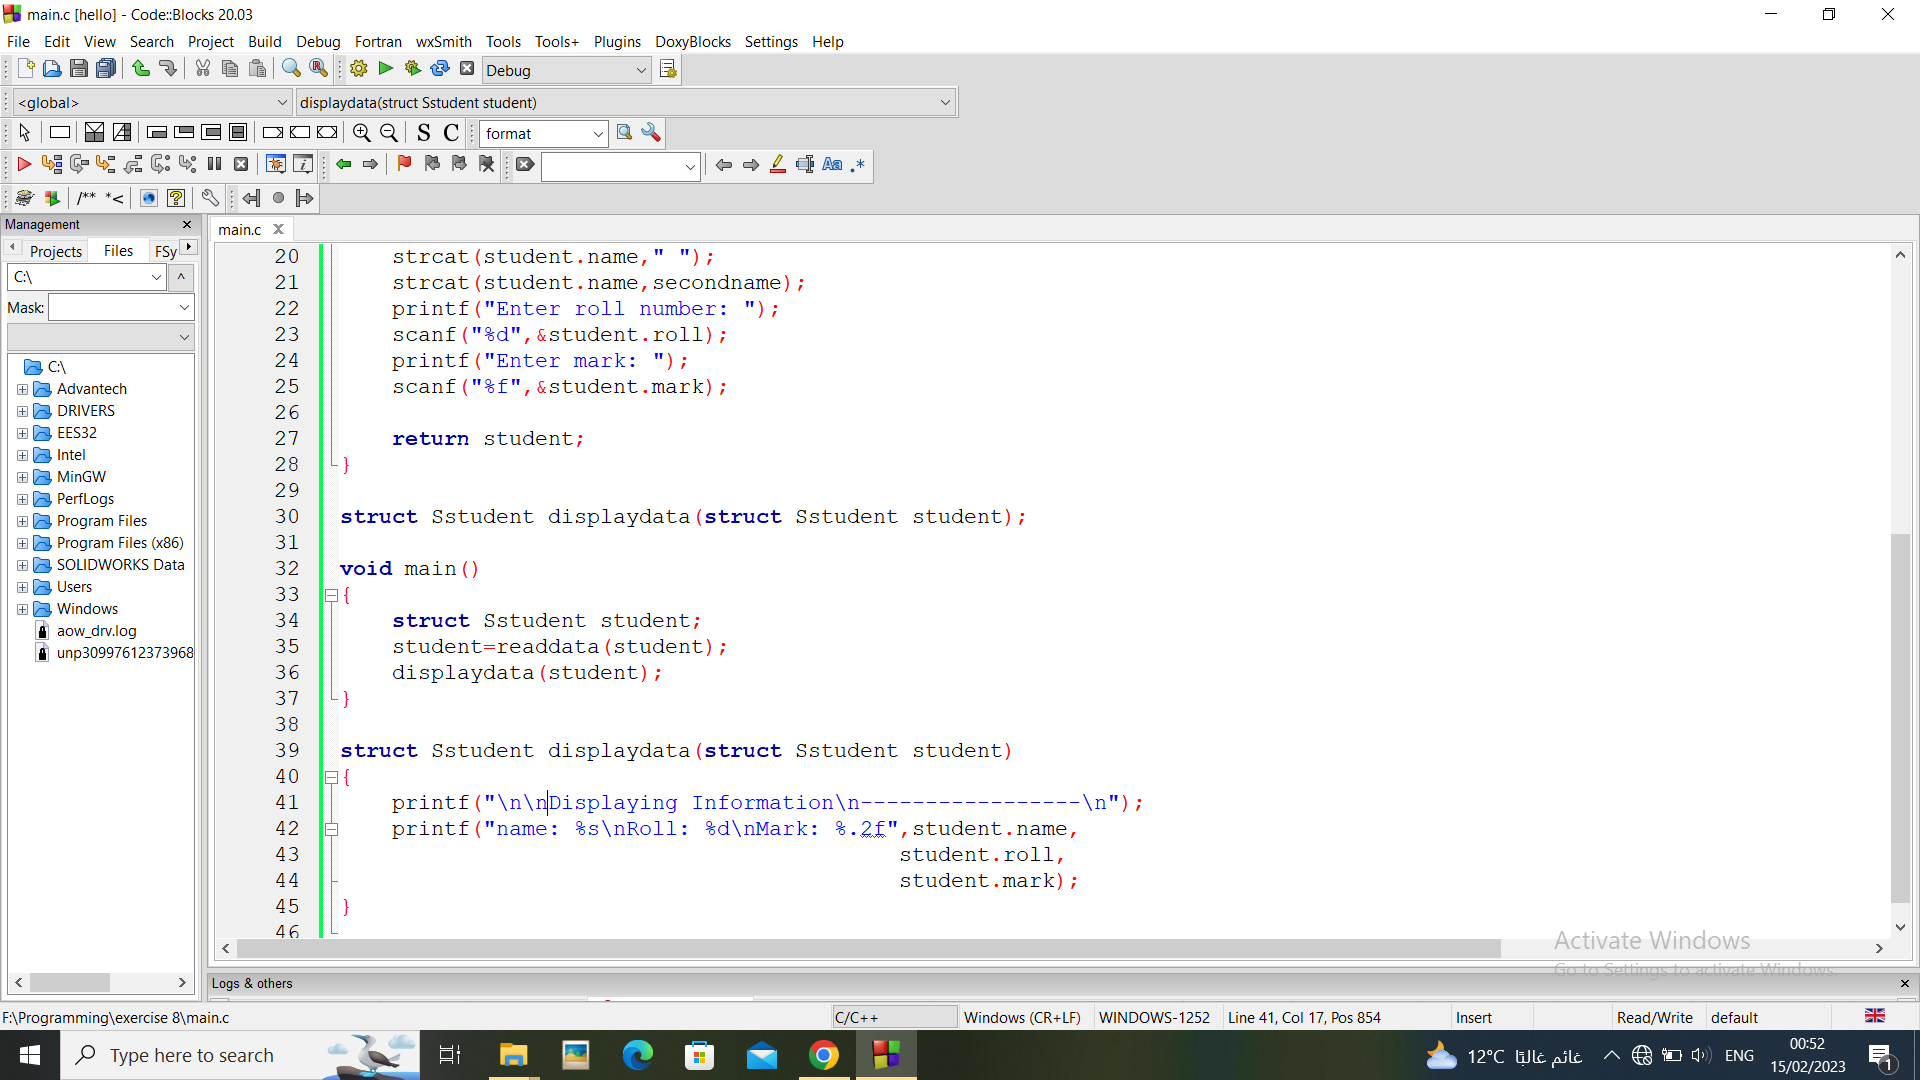 main.c [hello] - Code::Blocks 20.03
File Edit View Search Project Build Debug Fortran wxSmith Tools Tools+ Plugins DoxyBlocks Settings Help
Debug
<global> displaydata(struct Sstudent student)
S C format
Aa .*
/** *<
Management
Projects Files FSy
C:\
Mask:
C:\
Advantech
DRIVERS
EES32
Intel
MinGW
PerfLogs
Program Files
Program Files (x86)
SOLIDWORKS Data
Users
Windows
aow_drv.log
unp30997612373968
main.c
20 strcat(student.name," ");
21 strcat(student.name,secondname);
22 printf("Enter roll number: ");
23 scanf("%d",&student.roll);
24 printf("Enter mark: ");
25 scanf("%f",&student.mark);
26
27 return student;
28 }
29
30 struct Sstudent displaydata(struct Sstudent student);
31
32 void main()
33 {
34 struct Sstudent student;
35 student=readdata(student);
36 displaydata(student);
37 }
38
39 struct Sstudent displaydata(struct Sstudent student)
40 {
41 printf("\n\nDisplaying Information\n-----------------\n");
42 printf("name: %s\nRoll: %d\nMark: %.2f",student.name,
43 student.roll,
44 student.mark);
45 }
46
Activate Windows
Go to Settings to activate Windows.
Logs & others
F:\Programming\exercise 8\main.c C/C++ Windows (CR+LF) WINDOWS-1252 Line 41, Col 17, Pos 854 Insert Read/Write default
Type here to search
12°C غائم غالبًا
ENG
00:52
15/02/2023
1